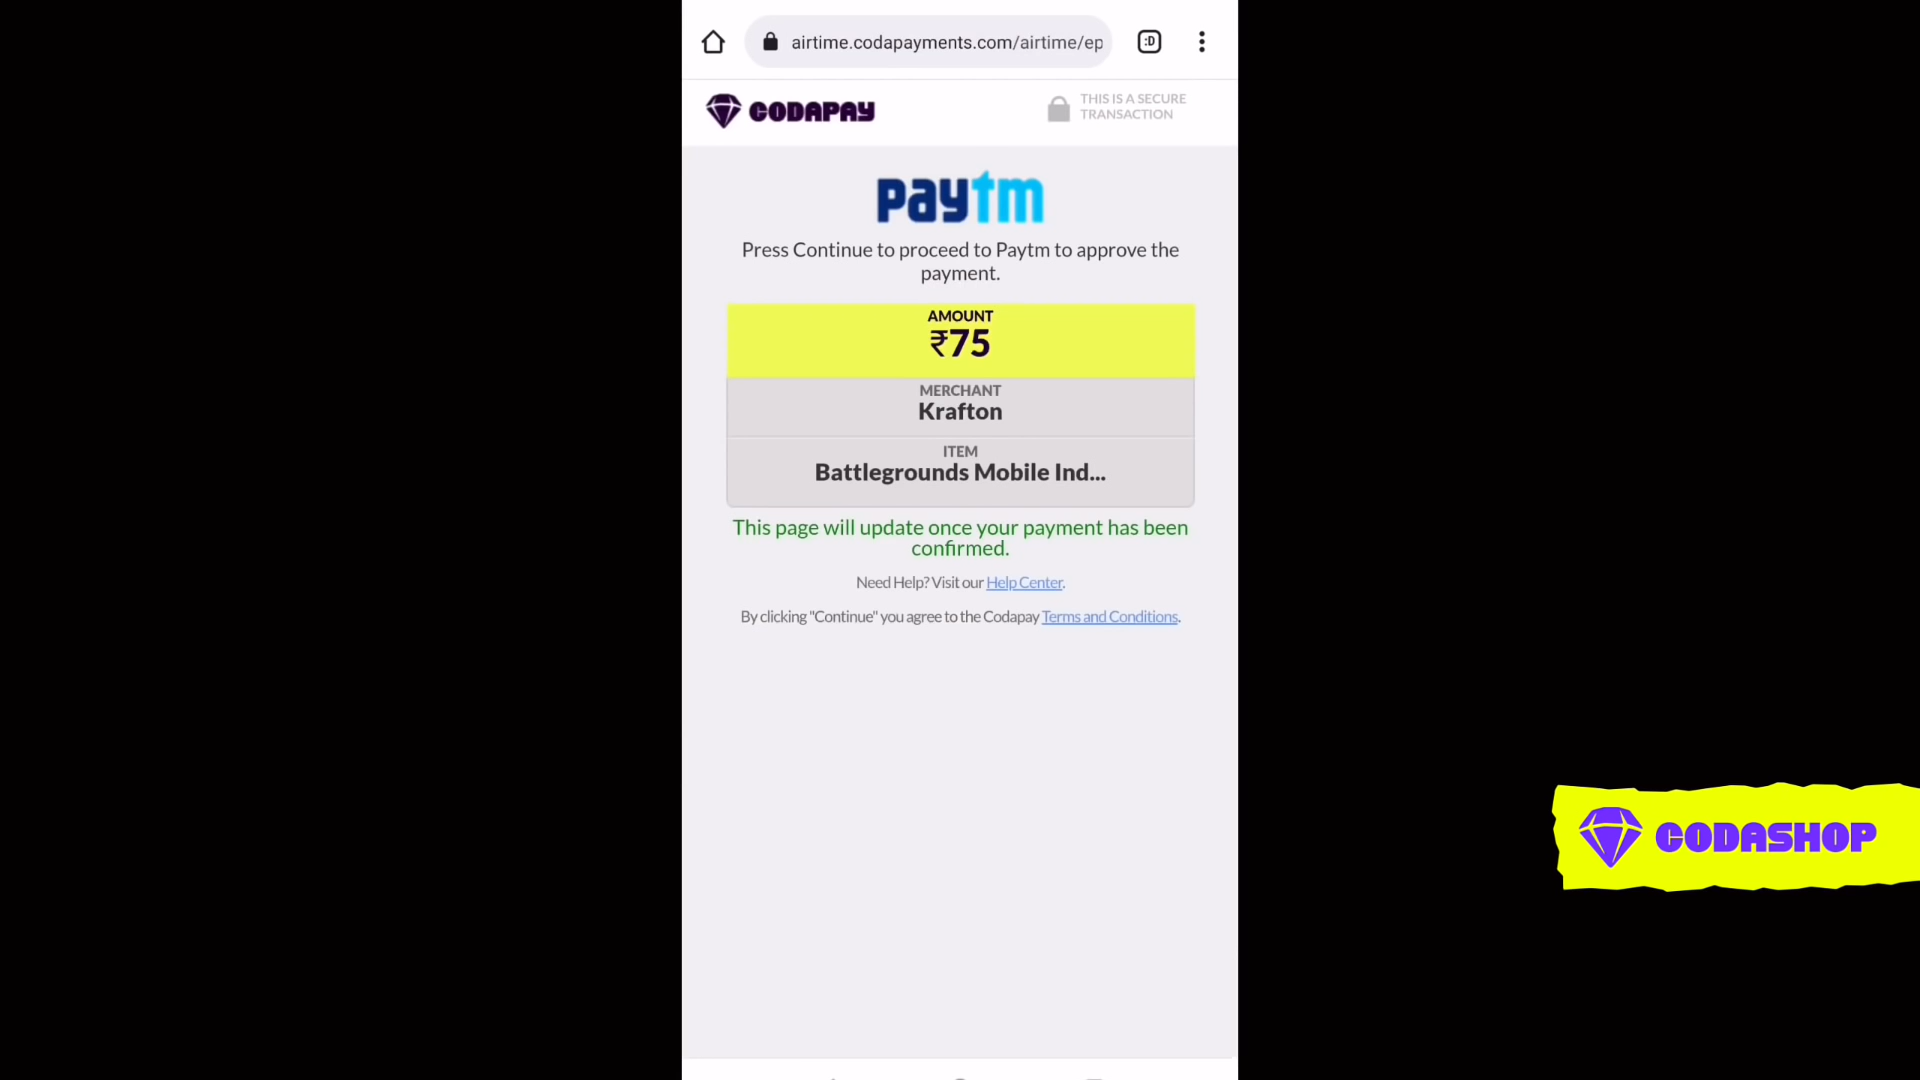 airtime.codapayments.com/airtime/ep
:D
CODAPAY
THIS IS A SECURE
TRANSACTION
paytm
Press Continue to proceed to Paytm to approve the
payment.
AMOUNT
₹75
MERCHANT
Krafton
ITEM
Battlegrounds Mobile Ind...
This page will update once your payment has been
confirmed.
Need Help? Visit our Help Center.
By clicking "Continue" you agree to the Codapay Terms and Conditions.
CODASHOP